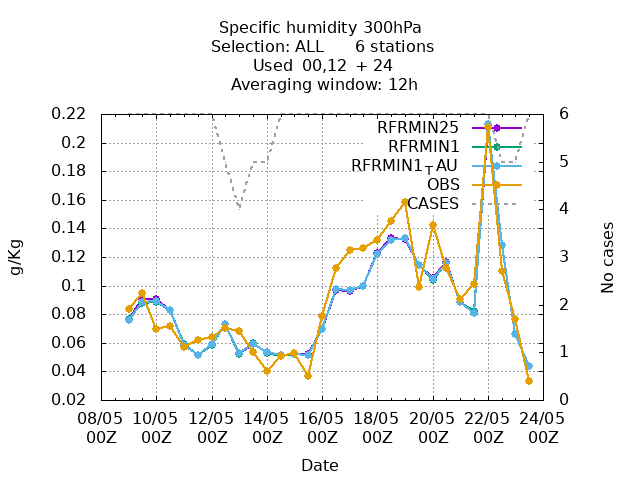 Specific humidity 300hPa
Selection: ALL 6 stations
Used 00,12 + 24
Averaging window: 12h
g/Kg
0.22
0.2
0.18
0.16
0.14
0.12
0.1
0.08
0.06
0.04
0.02
RFRMIN25
RFRMIN1
RFRMIN1TAU
OBS
CASES
6
5
4
3
2
1
0
No cases
08/05 10/05 12/05 14/05 16/05 18/05 20/05 22/05 24/05
00Z 00Z 00Z 00Z 00Z 00Z 00Z 00Z 00Z
Date